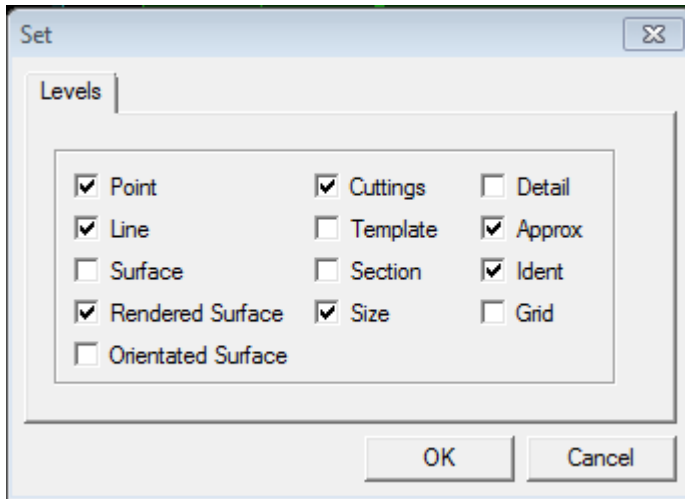 Set
Levels
Point Cuttings Detail
Line Template Approx
Surface Section Ident
Rendered Surface Size Grid
Orientated Surface
OK Cancel